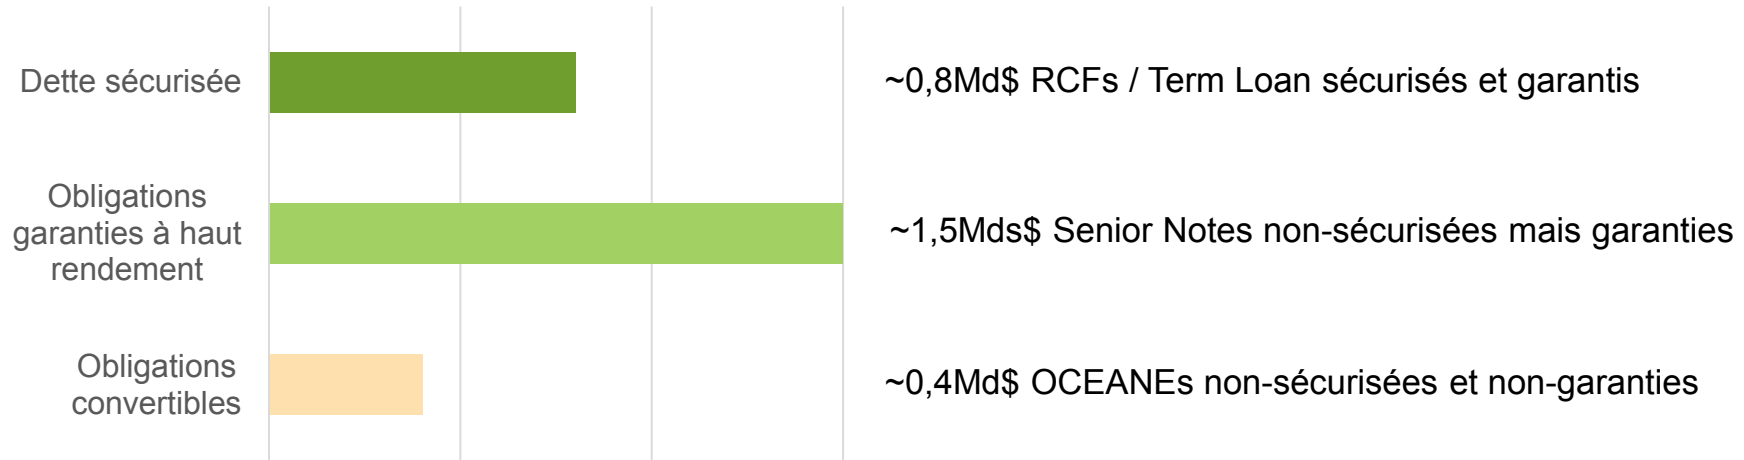 Dette sécurisée
~0,8Md$ RCFs / Term Loan sécurisés et garantis
Obligations
garanties à haut
rendement
~1,5Mds$ Senior Notes non-sécurisées mais garanties
Obligations
convertibles
~0,4Md$ OCEANEs non-sécurisées et non-garanties